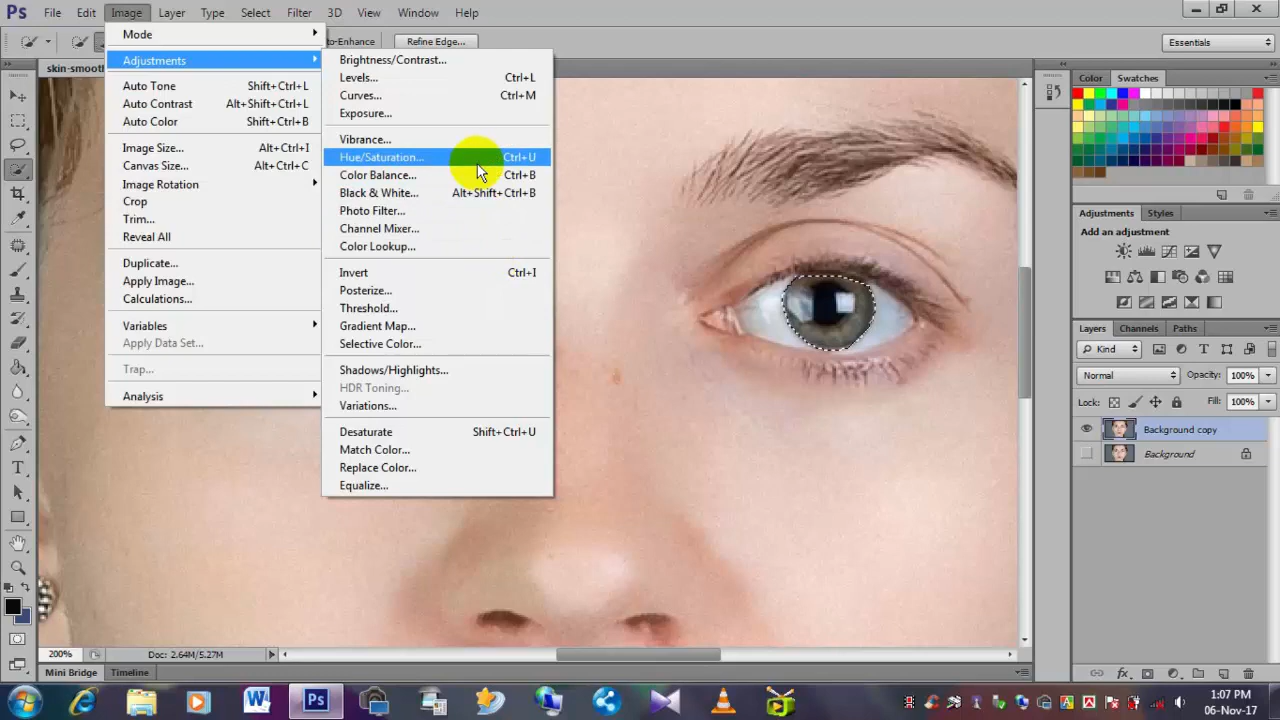 Ps File Edit Image Layer Type Select Filter 3D View Window Help
Mode
Adjustments
Auto Tone Shift+Ctrl+L
Auto Contrast Alt+Shift+Ctrl+L
Auto Color Shift+Ctrl+B
Image Size... Alt+Ctrl+I
Canvas Size... Alt+Ctrl+C
Image Rotation
Crop
Trim...
Reveal All
Duplicate...
Apply Image...
Calculations...
Variables
Apply Data Set...
Trap...
Analysis
Brightness/Contrast...
Levels... Ctrl+L
Curves... Ctrl+M
Exposure...
Vibrance...
Hue/Saturation... Ctrl+U
Color Balance... Ctrl+B
Black & White... Alt+Shift+Ctrl+B
Photo Filter...
Channel Mixer...
Color Lookup...
Invert Ctrl+I
Posterize...
Threshold...
Gradient Map...
Selective Color...
Shadows/Highlights...
HDR Toning...
Variations...
Desaturate Shift+Ctrl+U
Match Color...
Replace Color...
Equalize...
to-Enhance Refine Edge... Essentials
skin-smoot
Color Swatches
Adjustments Styles
Add an adjustment
Layers Channels Paths
Kind
Normal Opacity: 100%
Lock: Fill: 100%
Background copy
Background
200% Doc: 2.64M/5.27M
Mini Bridge Timeline
1:07 PM
06-Nov-17